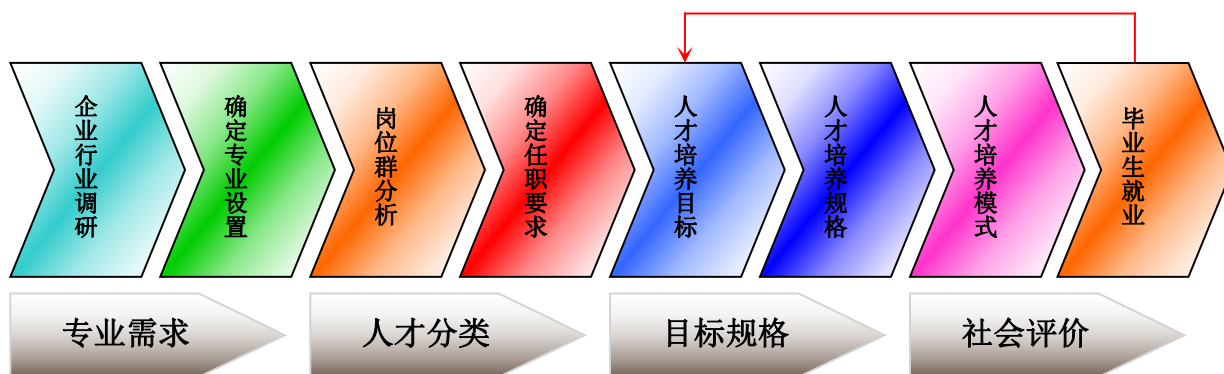 企业行业调研
确定专业设置
岗位群分析
确定任职要求
人才培养目标
人才培养规格
人才培养模式
毕业生就业
专业需求
人才分类
目标规格
社会评价